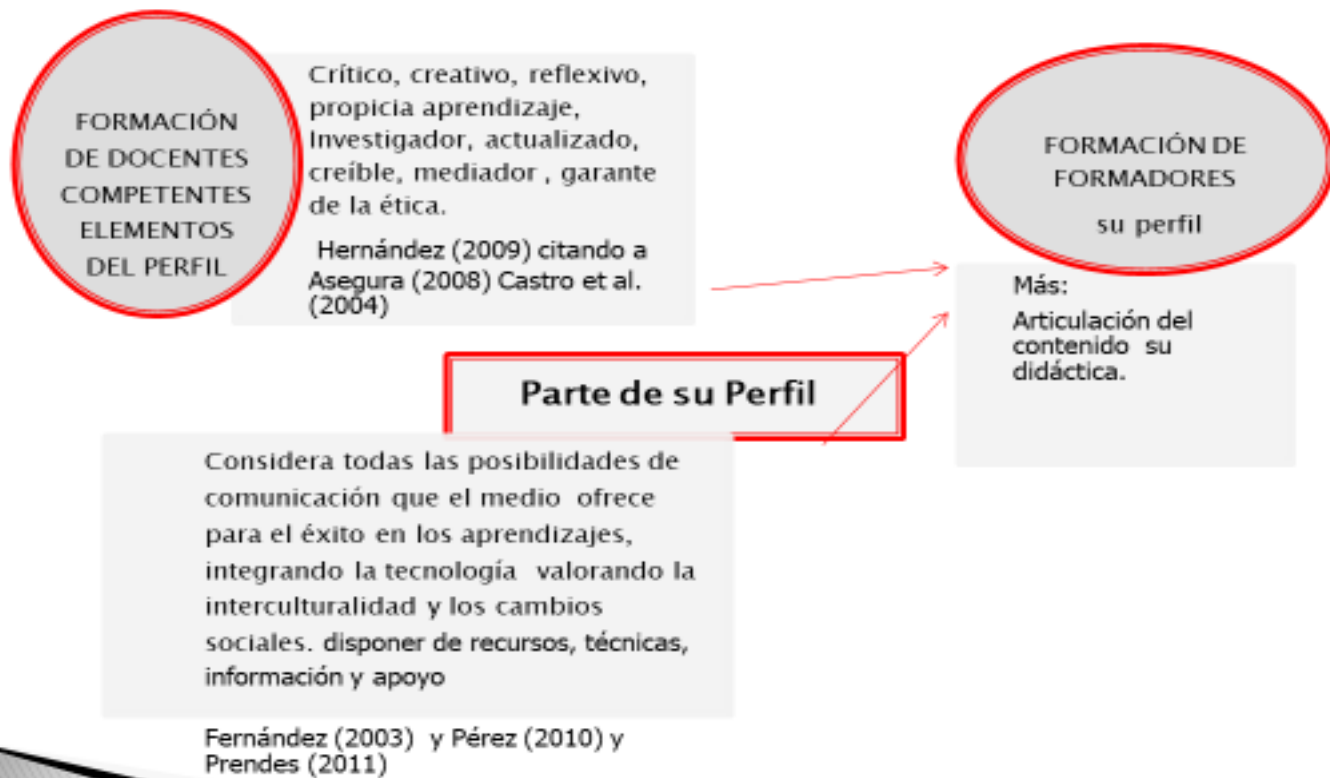 FORMACIÓN
DE DOCENTES
COMPETENTES
ELEMENTOS
DEL PERFIL
Crítico, creativo, reflexivo,
propicia aprendizaje,
Investigador, actualizado,
creíble, mediador , garante
de la ética.
Hernández (2009) citando a
Asegura (2008) Castro et al.
(2004)
FORMACIÓN DE
FORMADORES
su perfil
Más:
Articulación del
contenido su
didáctica.
Parte de su Perfil
Considera todas las posibilidades de
comunicación que el medio ofrece
para el éxito en los aprendizajes,
integrando la tecnología valorando la
interculturalidad y los cambios
sociales. disponer de recursos, técnicas,
información y apoyo
Fernández (2003) y Pérez (2010) y
Prendes (2011)